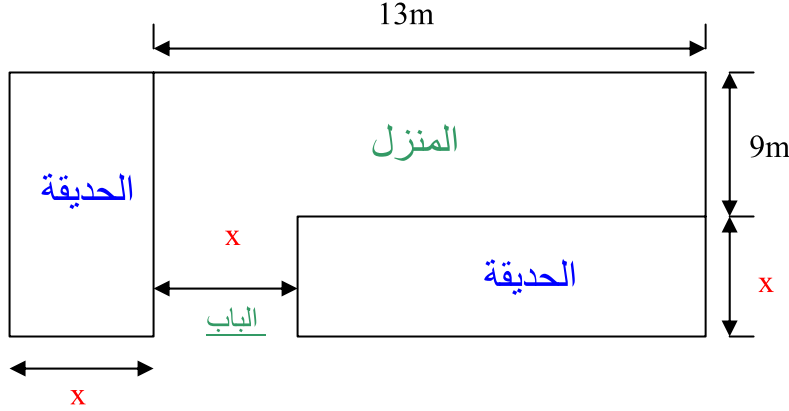 13m
المنزل
9m
الحديقة
x
الحديقة
x
الباب
x